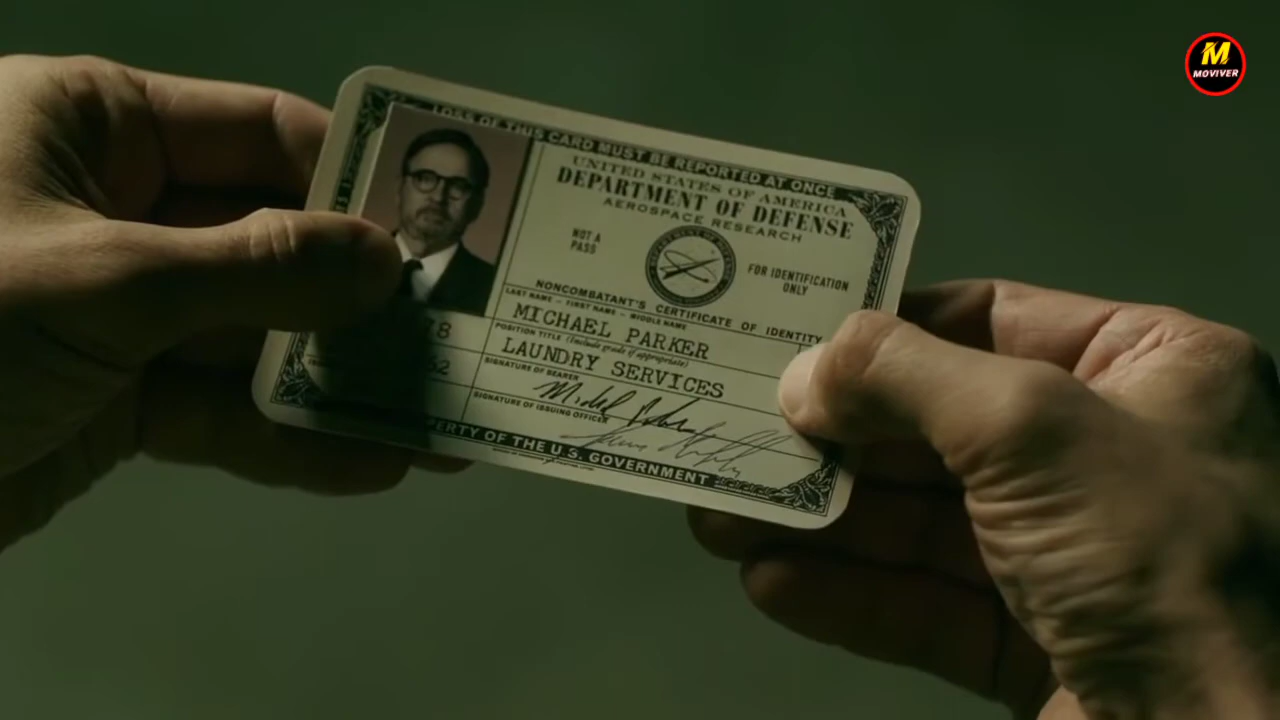 M
MOVIVER
LOSS OF THIS CARD MUST BE REPORTED AT ONCE
UNITED STATES OF AMERICA
DEPARTMENT OF DEFENSE
AEROSPACE RESEARCH
NOT A
PASS
FOR IDENTIFICATION
ONLY
NONCOMBATANT'S CERTIFICATE OF IDENTITY
LAST NAME - FIRST NAME - MIDDLE NAME
MICHAEL PARKER
POSITION TITLE (Include grade if appropriate)
LAUNDRY SERVICES
SIGNATURE OF BEARER
SIGNATURE OF ISSUING OFFICER
8
62
PERTY OF THE U.S. GOVERNMENT